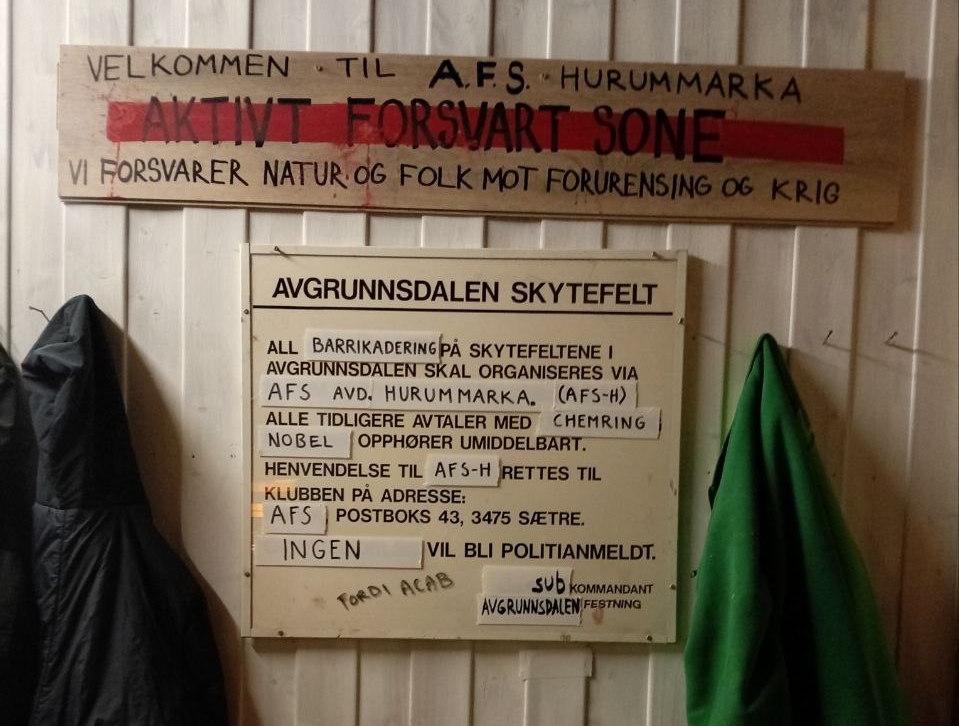 VELKOMMEN · TIL A.F.S. · HURUMMARKA
AKTIVT FORSVART SONE
VI FORSVARER NATUR · OG FOLK MOT FORURENSING OG KRIG
AVGRUNNSDALEN SKYTEFELT
ALL BARRIKADERING PÅ SKYTEFELTENE I
AVGRUNNSDALEN SKAL ORGANISERES VIA
AFS AVD. HURUMMARKA. (AFS-H)
ALLE TIDLIGERE AVTALER MED CHEMRING
NOBEL OPPHØRER UMIDDELBART.
HENVENDELSE TIL AFS-H RETTES TIL
KLUBBEN PÅ ADRESSE:
AFS POSTBOKS 43, 3475 SÆTRE.
INGEN VIL BLI POLITIANMELDT.
FORDI ACAB
SUB KOMMANDANT
AVGRUNNSDALEN FESTNING